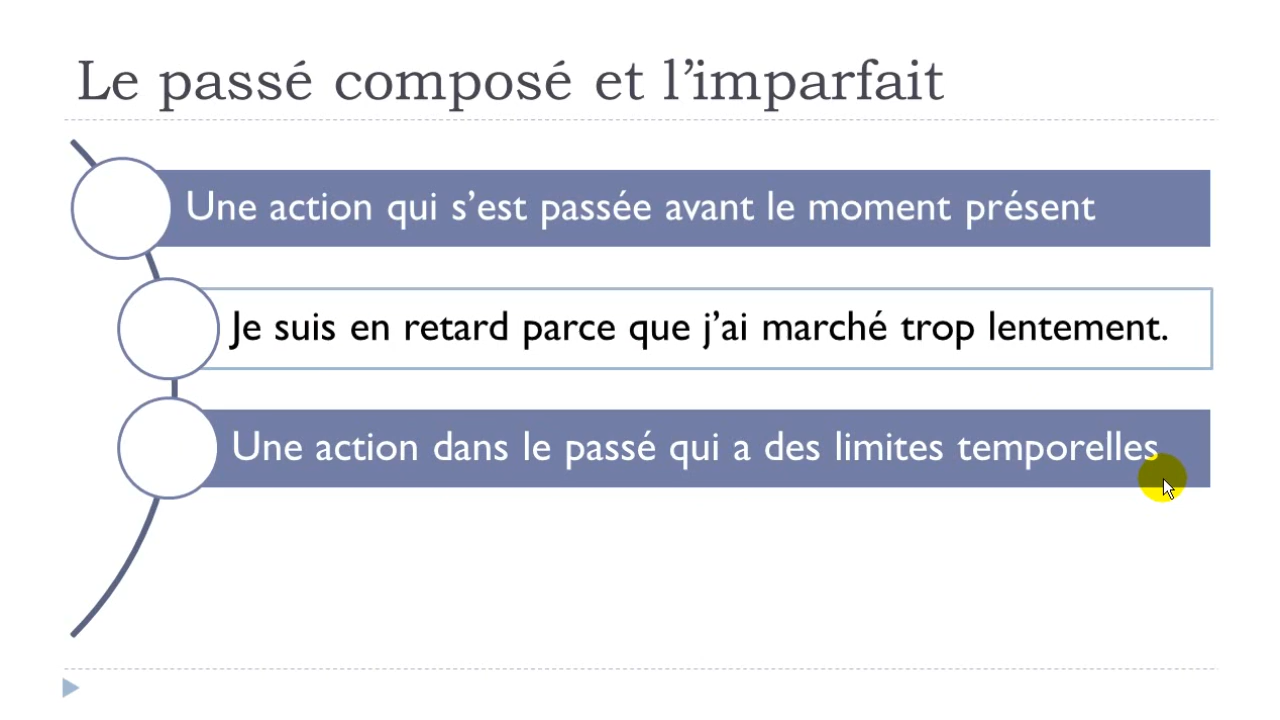 Le passé composé et l’imparfait
Une action qui s’est passée avant le moment présent
Je suis en retard parce que j’ai marché trop lentement.
Une action dans le passé qui a des limites temporelles